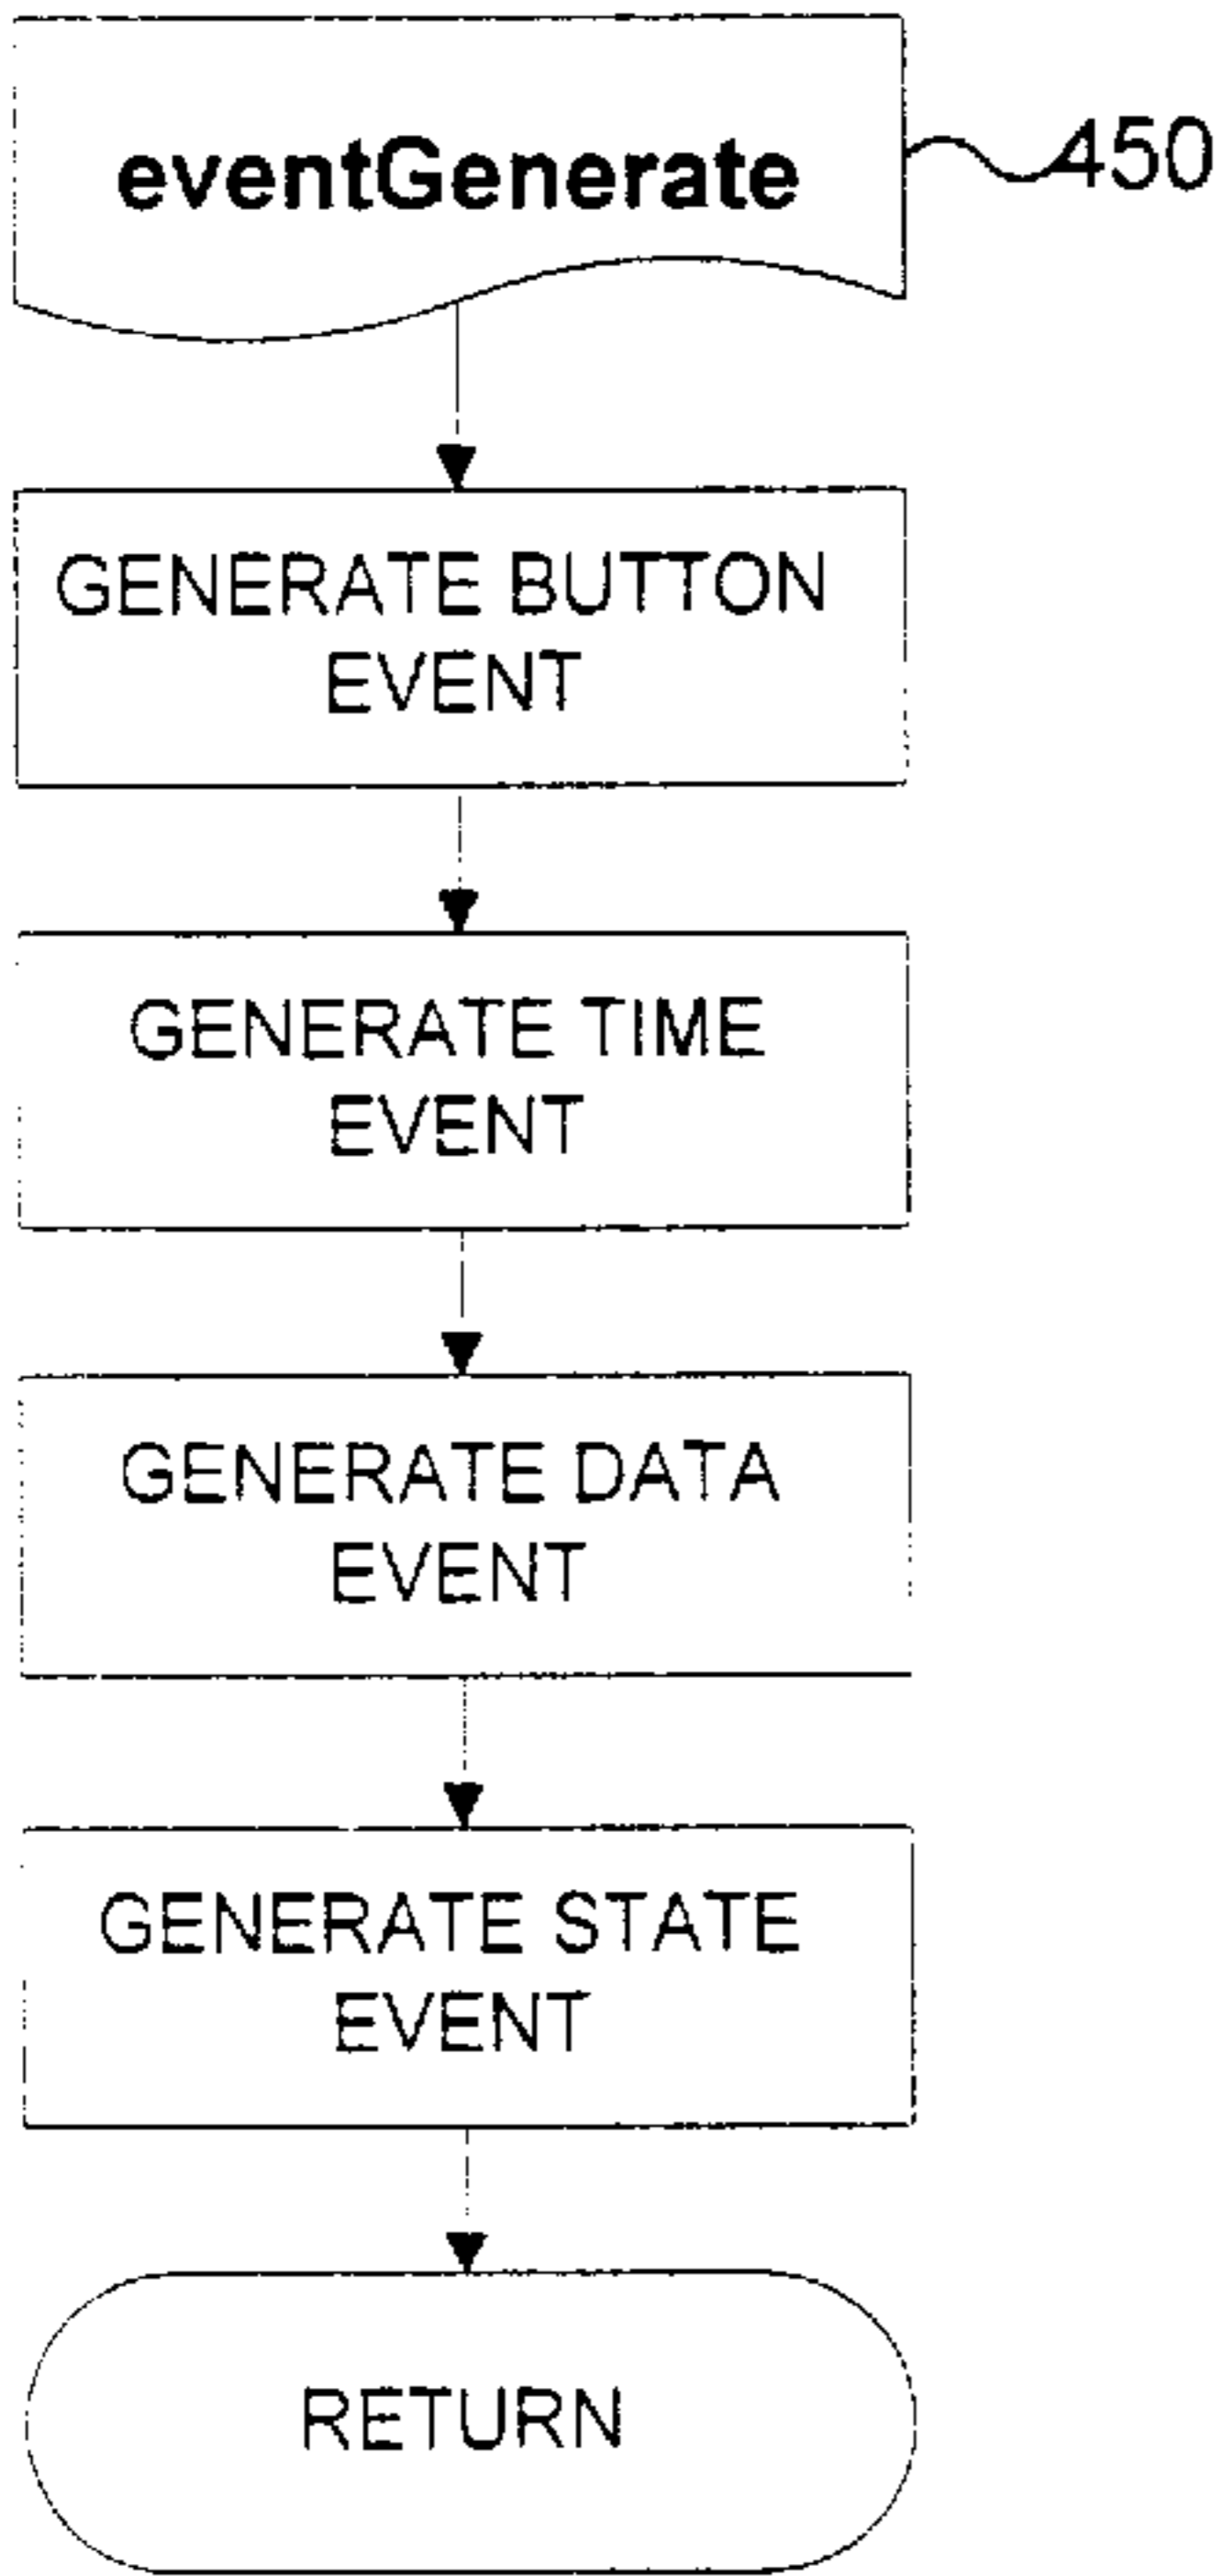 eventGenerate
450
GENERATE BUTTON
EVENT
GENERATE TIME
EVENT
GENERATE DATA
EVENT
GENERATE STATE
EVENT
RETURN